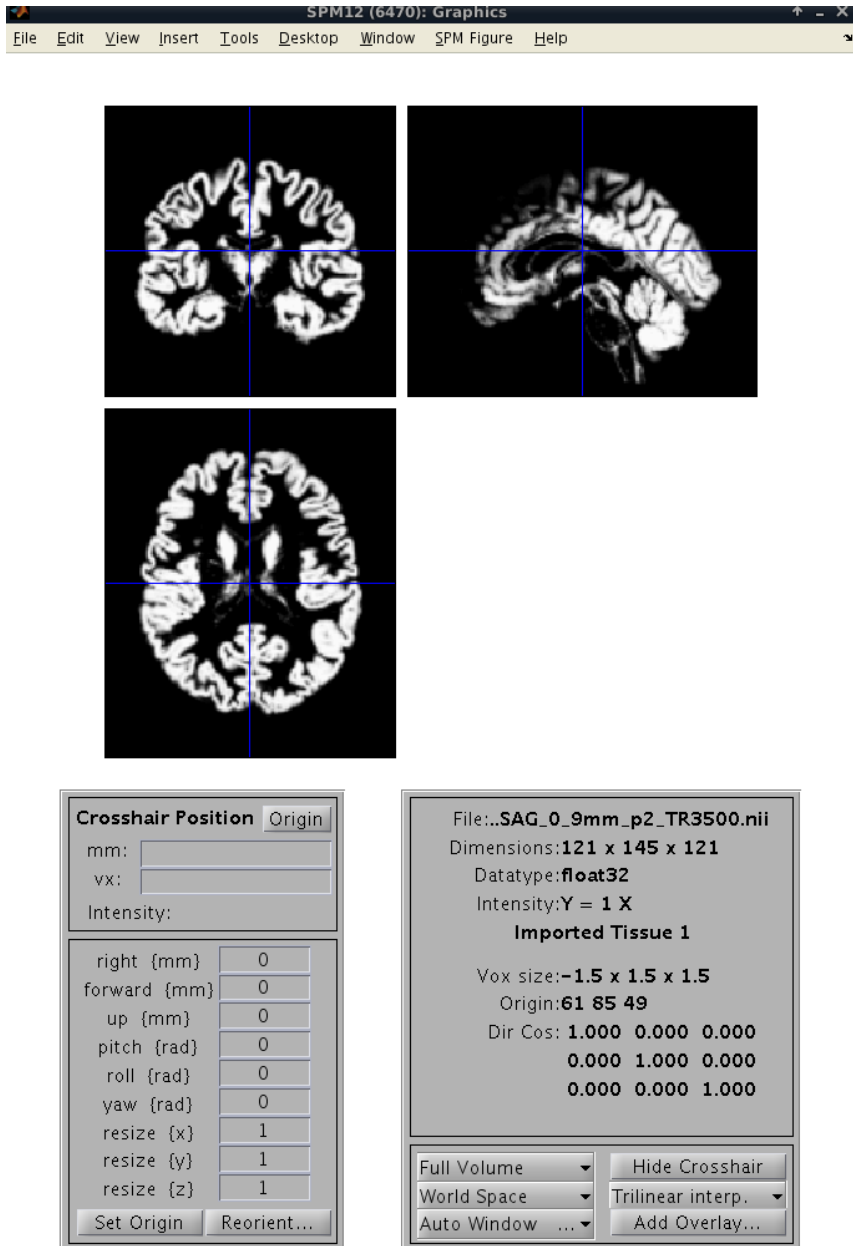 SPM12 (6470): Graphics
File Edit View Insert Tools Desktop Window SPM Figure Help
Crosshair Position Origin
mm:
vx:
Intensity:
right {mm} 0
forward {mm} 0
up {mm} 0
pitch {rad} 0
roll {rad} 0
yaw {rad} 0
resize {x} 1
resize {y} 1
resize {z} 1
Set Origin Reorient...
File:..SAG_0_9mm_p2_TR3500.nii
Dimensions:121 x 145 x 121
Datatype:float32
Intensity:Y = 1 X
Imported Tissue 1
Vox size:-1.5 x 1.5 x 1.5
Origin:61 85 49
Dir Cos: 1.000 0.000 0.000
0.000 1.000 0.000
0.000 0.000 1.000
Full Volume Hide Crosshair
World Space Trilinear interp.
Auto Window ... Add Overlay...